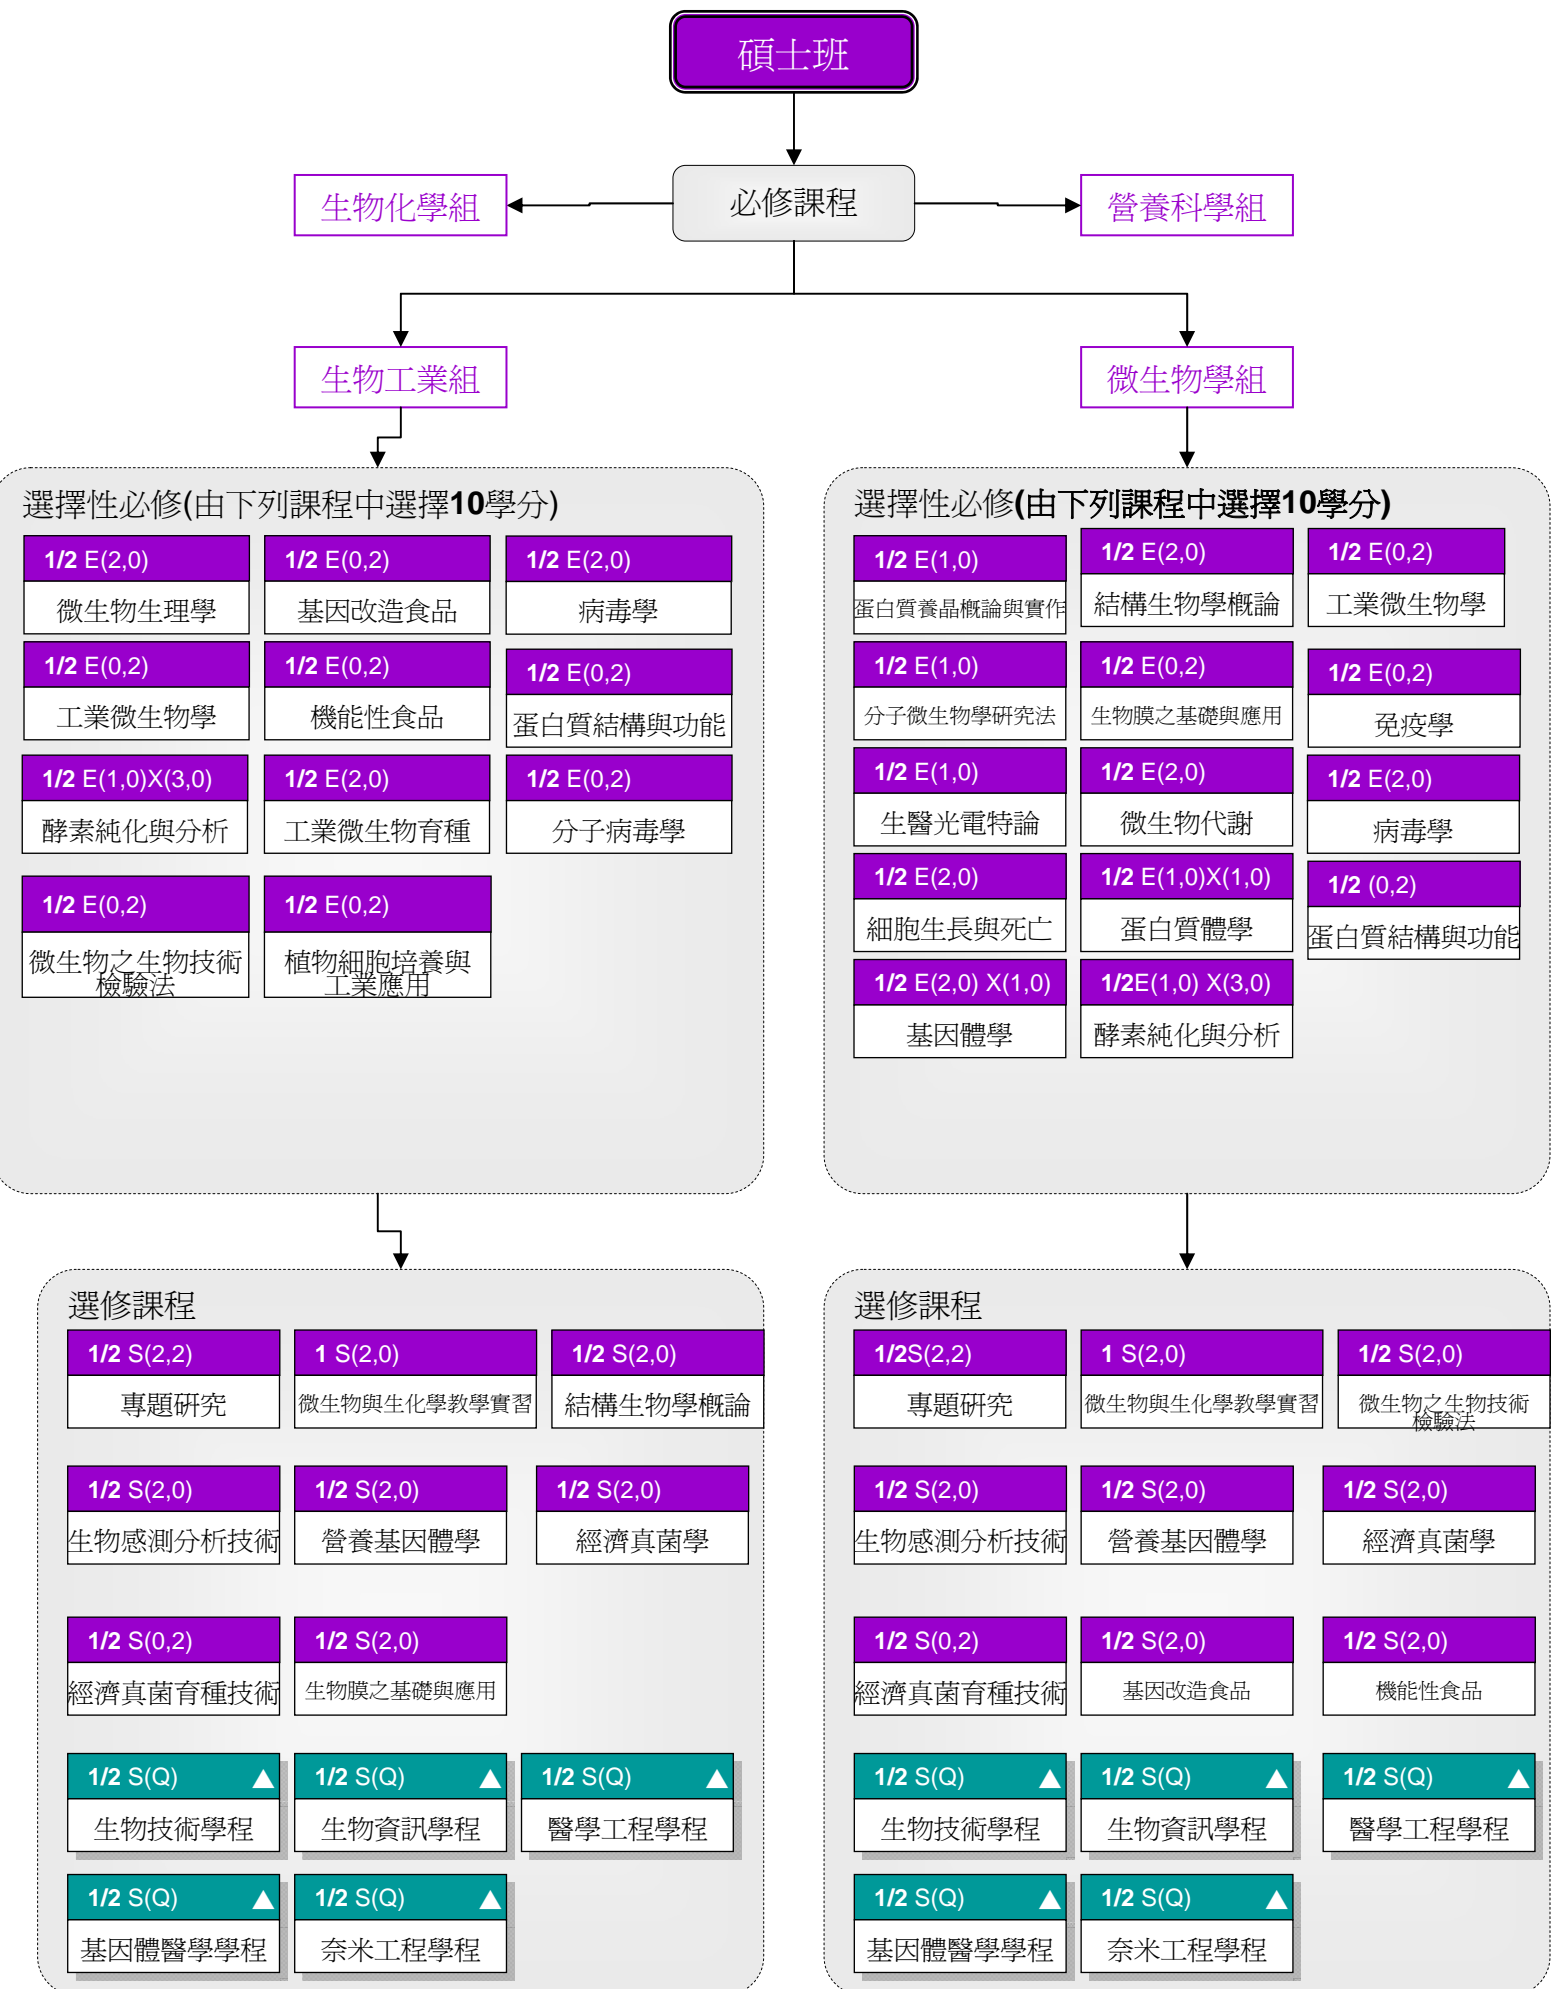 碩士班
必修課程
生物化學組
營養科學組
生物工業組
微生物學組
選擇性必修(由下列課程中選擇10學分)
1/2 E(2,0)
微生物生理學
1/2 E(0,2)
基因改造食品
1/2 E(2,0)
病毒學
1/2 E(0,2)
工業微生物學
1/2 E(0,2)
機能性食品
1/2 E(0,2)
蛋白質結構與功能
1/2 E(1,0)X(3,0)
酵素純化與分析
1/2 E(2,0)
工業微生物育種
1/2 E(0,2)
分子病毒學
1/2 E(0,2)
微生物之生物技術
檢驗法
1/2 E(0,2)
植物細胞培養與
工業應用
選擇性必修(由下列課程中選擇10學分)
1/2 E(1,0)
蛋白質養晶概論與實作
1/2 E(2,0)
結構生物學概論
1/2 E(0,2)
工業微生物學
1/2 E(1,0)
分子微生物學研究法
1/2 E(0,2)
生物膜之基礎與應用
1/2 E(0,2)
免疫學
1/2 E(1,0)
生醫光電特論
1/2 E(2,0)
微生物代謝
1/2 E(2,0)
病毒學
1/2 E(2,0)
細胞生長與死亡
1/2 E(1,0)X(1,0)
蛋白質體學
1/2 (0,2)
蛋白質結構與功能
1/2 E(2,0) X(1,0)
基因體學
1/2E(1,0) X(3,0)
酵素純化與分析
選修課程
1/2 S(2,2)
專題研究
1 S(2,0)
微生物與生化學教學實習
1/2 S(2,0)
結構生物學概論
1/2 S(2,0)
生物感測分析技術
1/2 S(2,0)
營養基因體學
1/2 S(2,0)
經濟真菌學
1/2 S(0,2)
經濟真菌育種技術
1/2 S(2,0)
生物膜之基礎與應用
1/2 S(Q)
生物技術學程
1/2 S(Q)
生物資訊學程
1/2 S(Q)
醫學工程學程
1/2 S(Q)
基因體醫學學程
1/2 S(Q)
奈米工程學程
選修課程
1/2S(2,2)
專題研究
1 S(2,0)
微生物與生化學教學實習
1/2 S(2,0)
微生物之生物技術
檢驗法
1/2 S(2,0)
生物感測分析技術
1/2 S(2,0)
營養基因體學
1/2 S(2,0)
經濟真菌學
1/2 S(0,2)
經濟真菌育種技術
1/2 S(2,0)
基因改造食品
1/2 S(2,0)
機能性食品
1/2 S(Q)
生物技術學程
1/2 S(Q)
生物資訊學程
1/2 S(Q)
醫學工程學程
1/2 S(Q)
基因體醫學學程
1/2 S(Q)
奈米工程學程